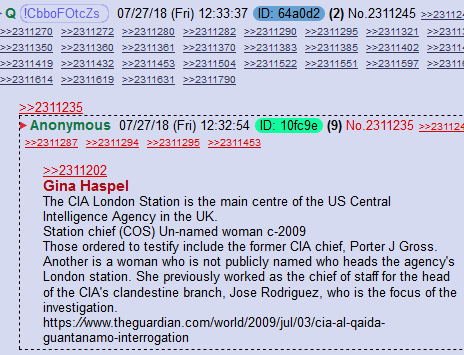 Q !CbboFOtcZs 07/27/18 (Fri) 12:33:37 ID: 64a0d2 (2) No.2311245 >>2311
>>2311270 >>2311272 >>2311280 >>2311282 >>2311290 >>2311295 >>2311321 >>23113
>>2311350 >>2311360 >>2311361 >>2311370 >>2311383 >>2311385 >>2311402 >>23114
>>2311419 >>2311432 >>2311453 >>2311504 >>2311522 >>2311551 >>2311597 >>23116
>>2311614 >>2311619 >>2311631 >>2311790
>>2311235
Anonymous 07/27/18 (Fri) 12:32:54 ID: 10fc9e (9) No.2311235 >>23112
>>2311287 >>2311294 >>2311295 >>2311453
>>2311202
Gina Haspel
The CIA London Station is the main centre of the US Central
Intelligence Agency in the UK.
Station chief (COS) Un-named woman c-2009
Those ordered to testify include the former CIA chief, Porter J Gross.
Another is a woman who is not publicly named who heads the agency's
London station. She previously worked as the chief of staff for the head
of the CIA's clandestine branch, Jose Rodriguez, who is the focus of the
investigation.
https://www.theguardian.com/world/2009/jul/03/cia-al-qaida-
guantanamo-interrogation